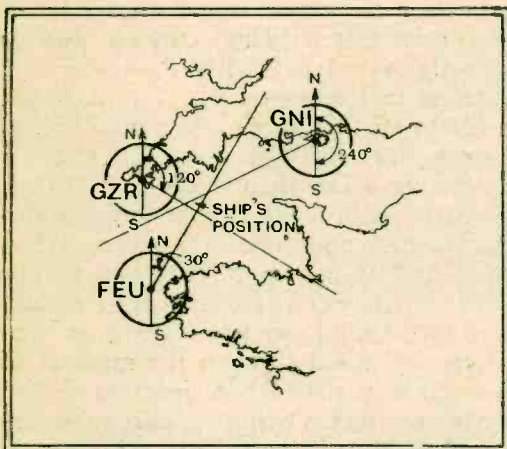 N
GNI
240°
S
N
GZR
120°
S
SHIP'S
POSITION
N
30°
FEU
S